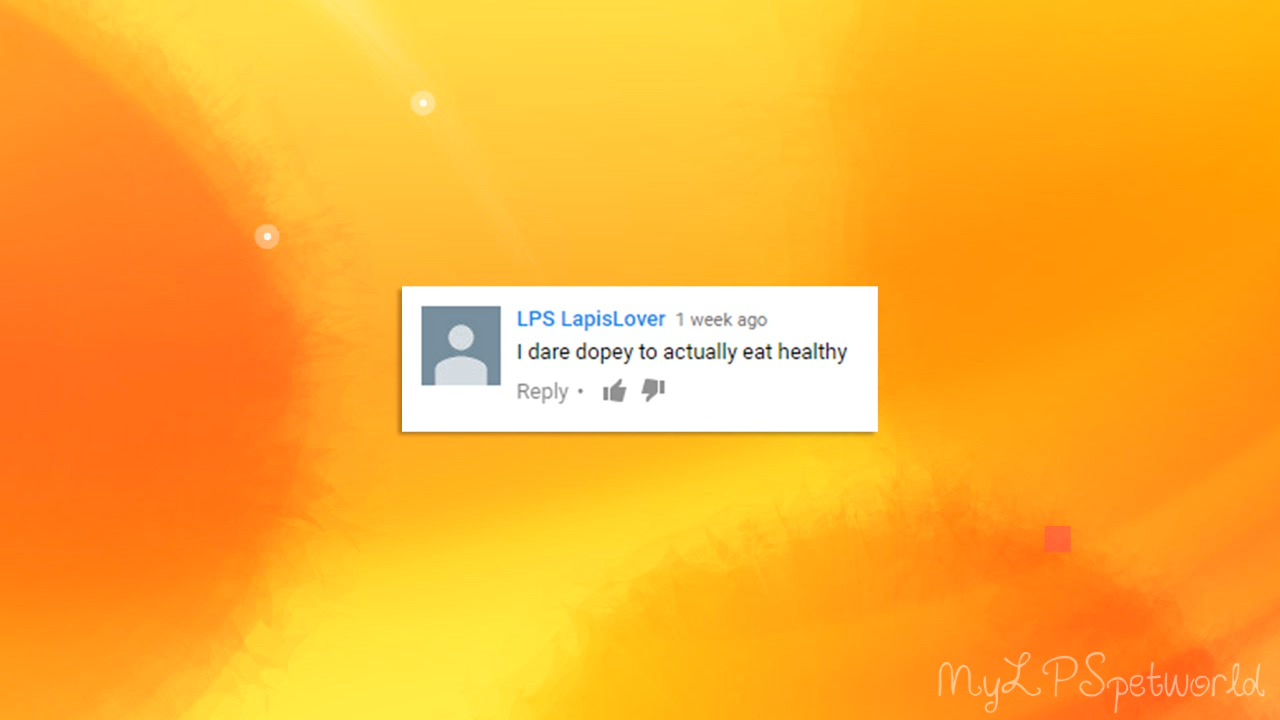 LPS LapisLover 1 week ago
I dare dopey to actually eat healthy
Reply •
MyLPSpetworld